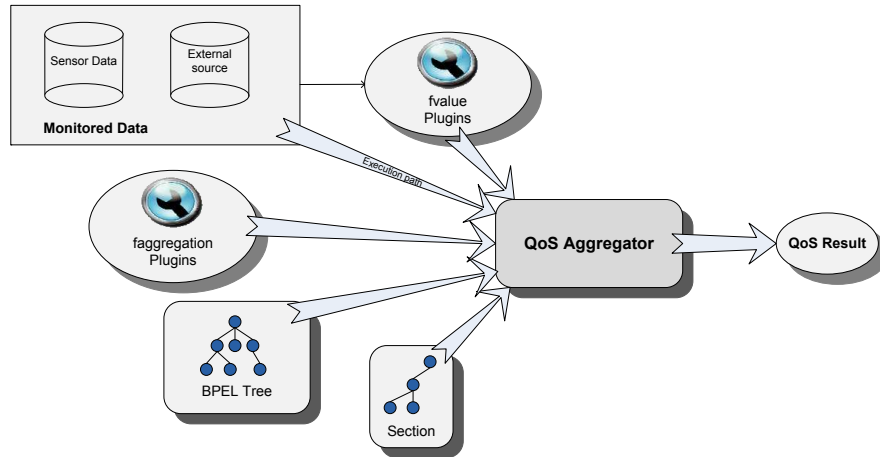 Sensor Data
External
source
Monitored Data
fvalue
Plugins
Execution path
faggregation
Plugins
QoS Aggregator
QoS Result
BPEL Tree
Section